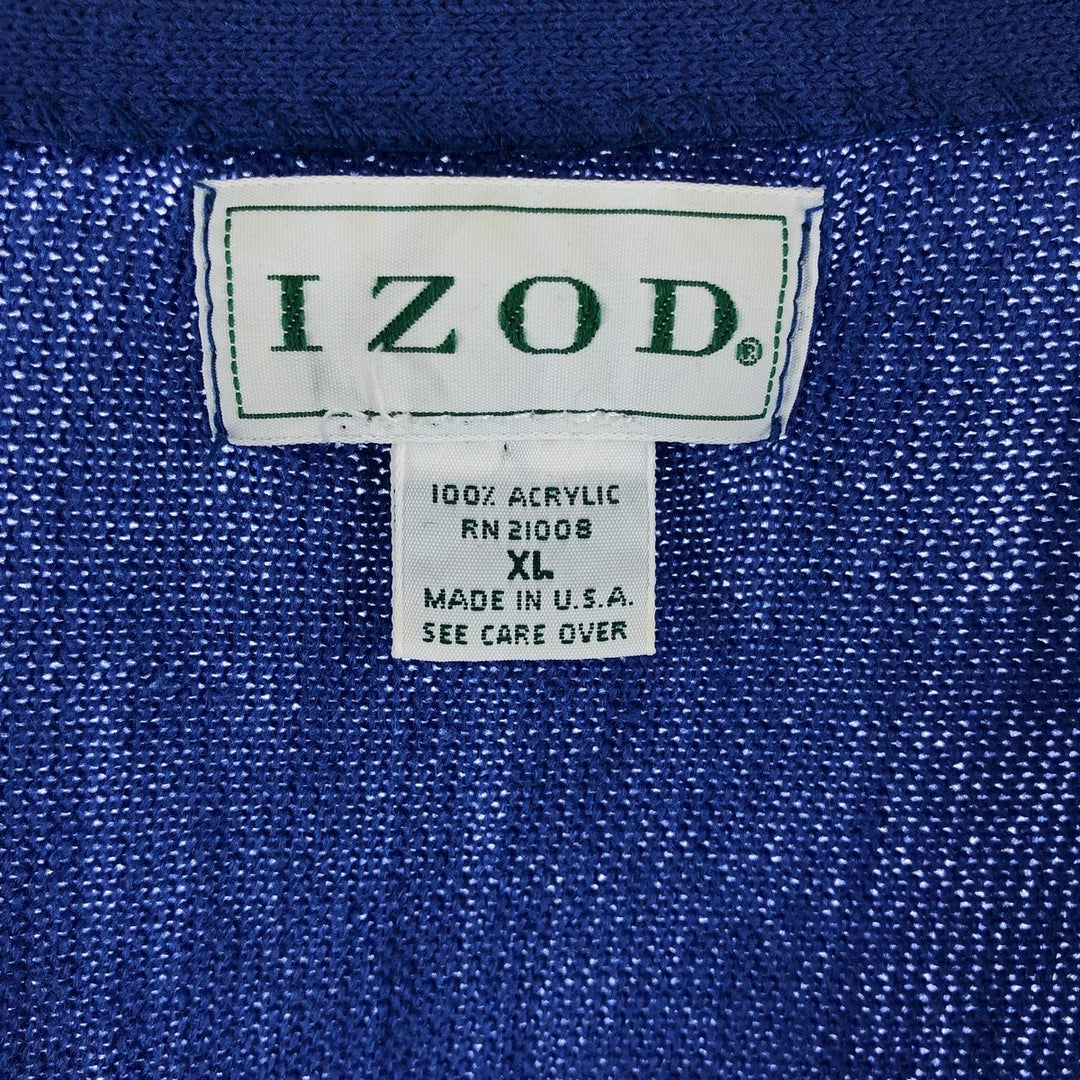 IZOD®
100% ACRYLIC
RN 21008
XL
MADE IN U.S.A.
SEE CARE OVER